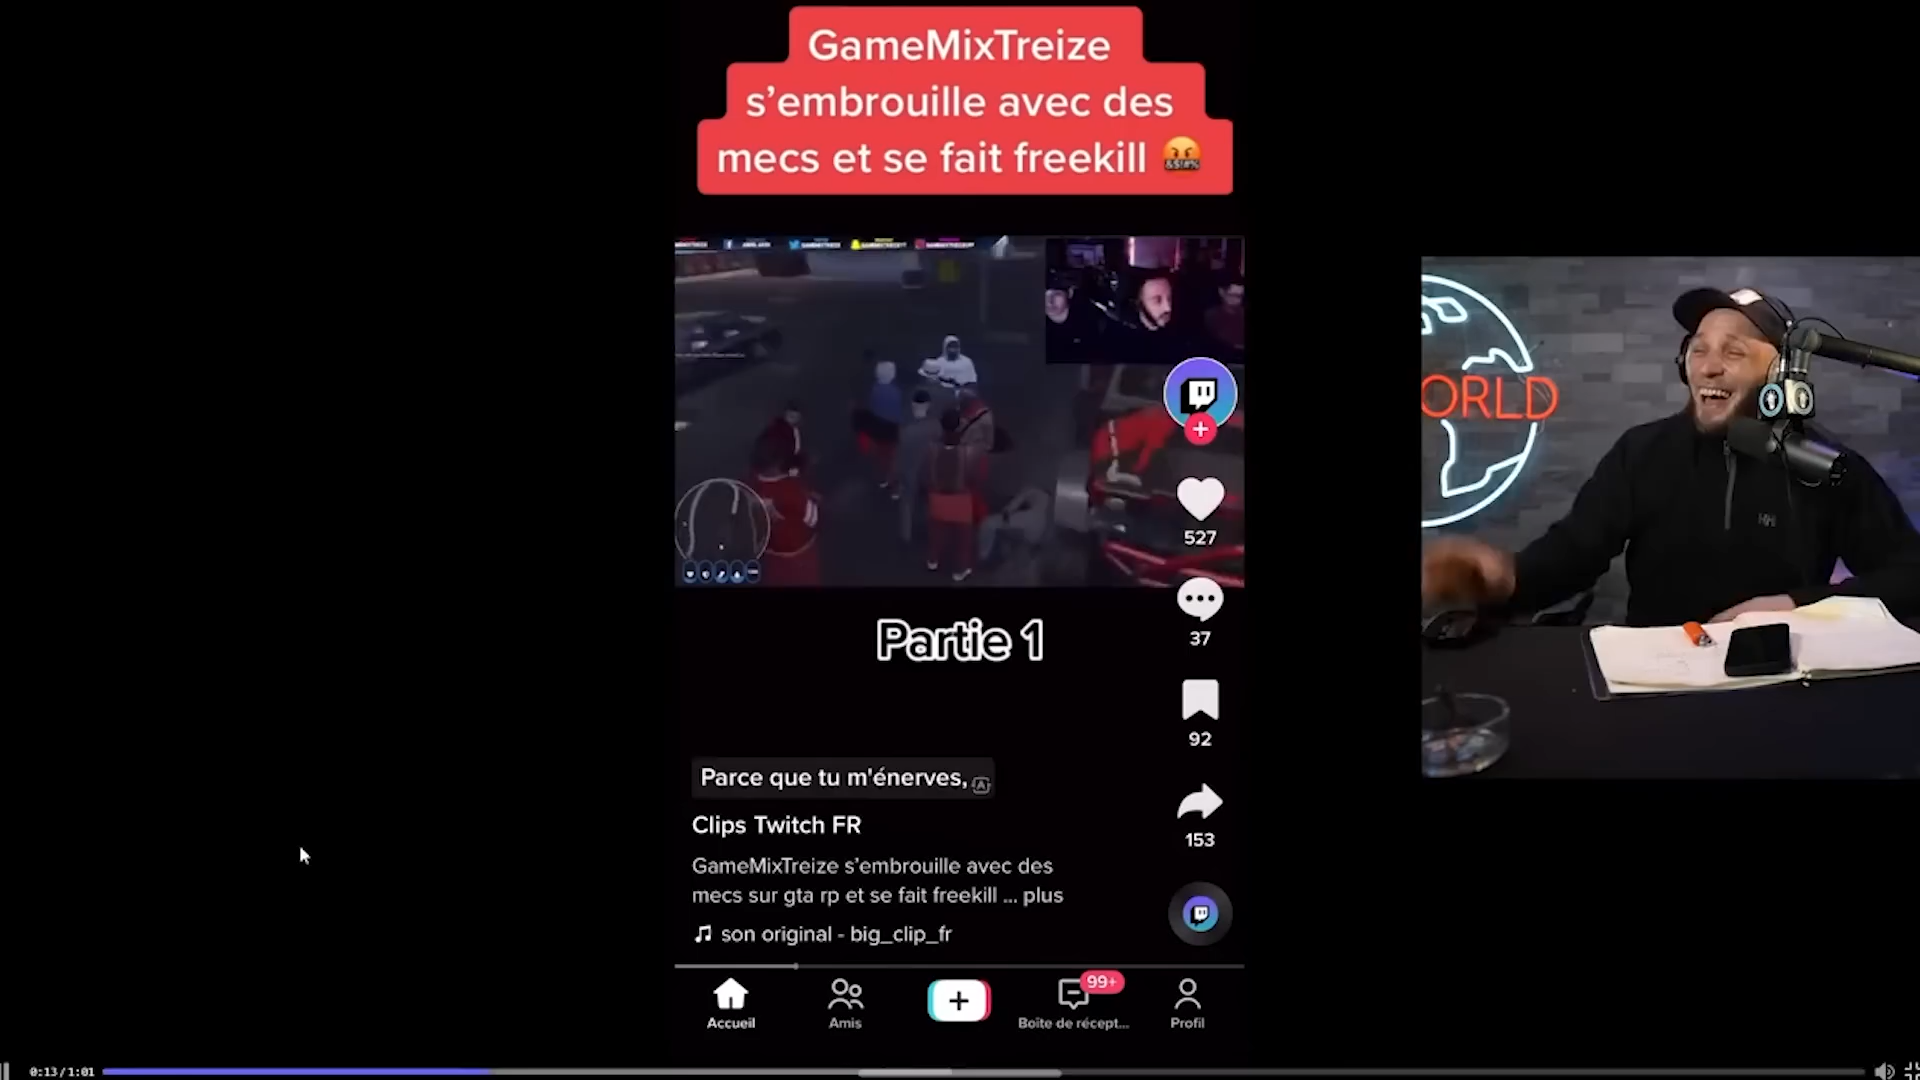 GameMixTreize
s'embrouille avec des
mecs et se fait freekill
ORLD
HH
527
Partie 1
37
92
Parce que tu m'énerves,
Clips Twitch FR
153
GameMixTreize s'embrouille avec des
mecs sur gta rp et se fait freekill ... plus
son original - big_clip_fr
99+
Accueil
Amis
Boîte de récept...
Profil
0:13/1:01